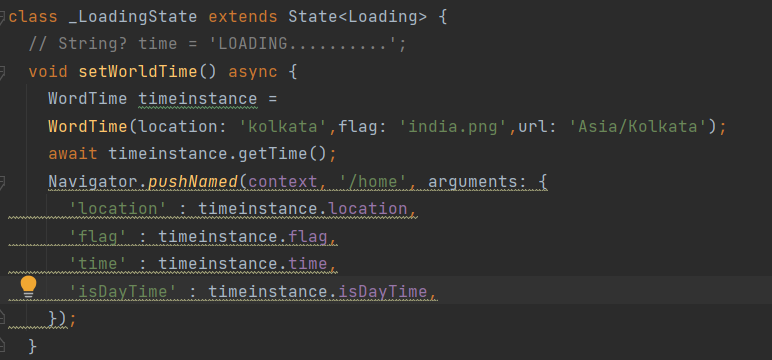 class _LoadingState extends State<Loading> {
// String? time = 'LOADING..........';
void setWorldTime() async {
WordTime timeinstance =
WordTime(location: 'kolkata',flag: 'india.png',url: 'Asia/Kolkata');
await timeinstance.getTime();
Navigator.pushNamed(context, '/home', arguments: {
'location' : timeinstance.location,
'flag' : timeinstance.flag,
'time' : timeinstance.time,
'isDayTime' : timeinstance.isDayTime,
});
}